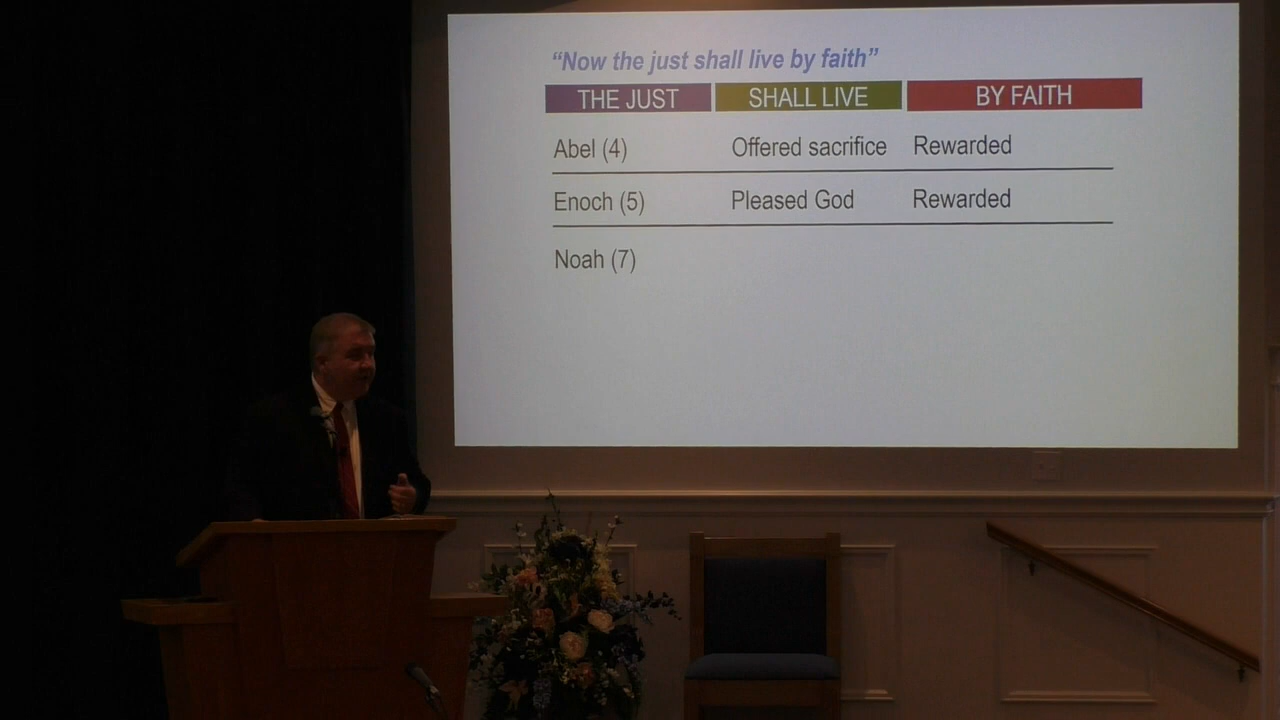 “Now the just shall live by faith”
THE JUST SHALL LIVE BY FAITH
Abel (4) Offered sacrifice Rewarded
Enoch (5) Pleased God Rewarded
Noah (7)